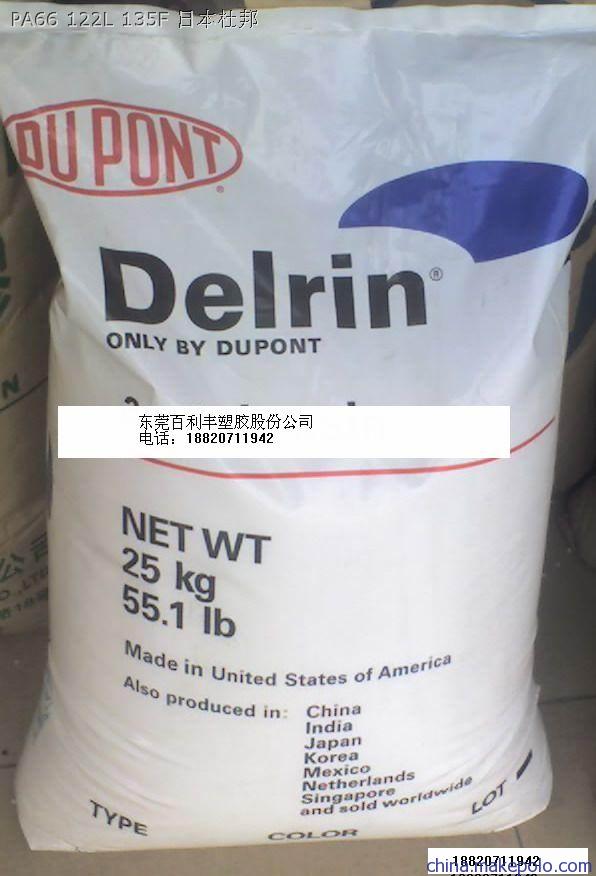 PA66 122L 135F 日本杜邦
DU PONT
Delrin®
ONLY BY DUPONT
东莞百利丰塑胶股份公司
电话：18820711942
NET WT
25 kg
55.1 lb
Made in United States of America
Also produced in: China
India
Japan
Korea
Mexico
Netherlands
Singapore
and sold worldwide
TYPE
COLOR
LOT
18820711942
china.makepolo.com